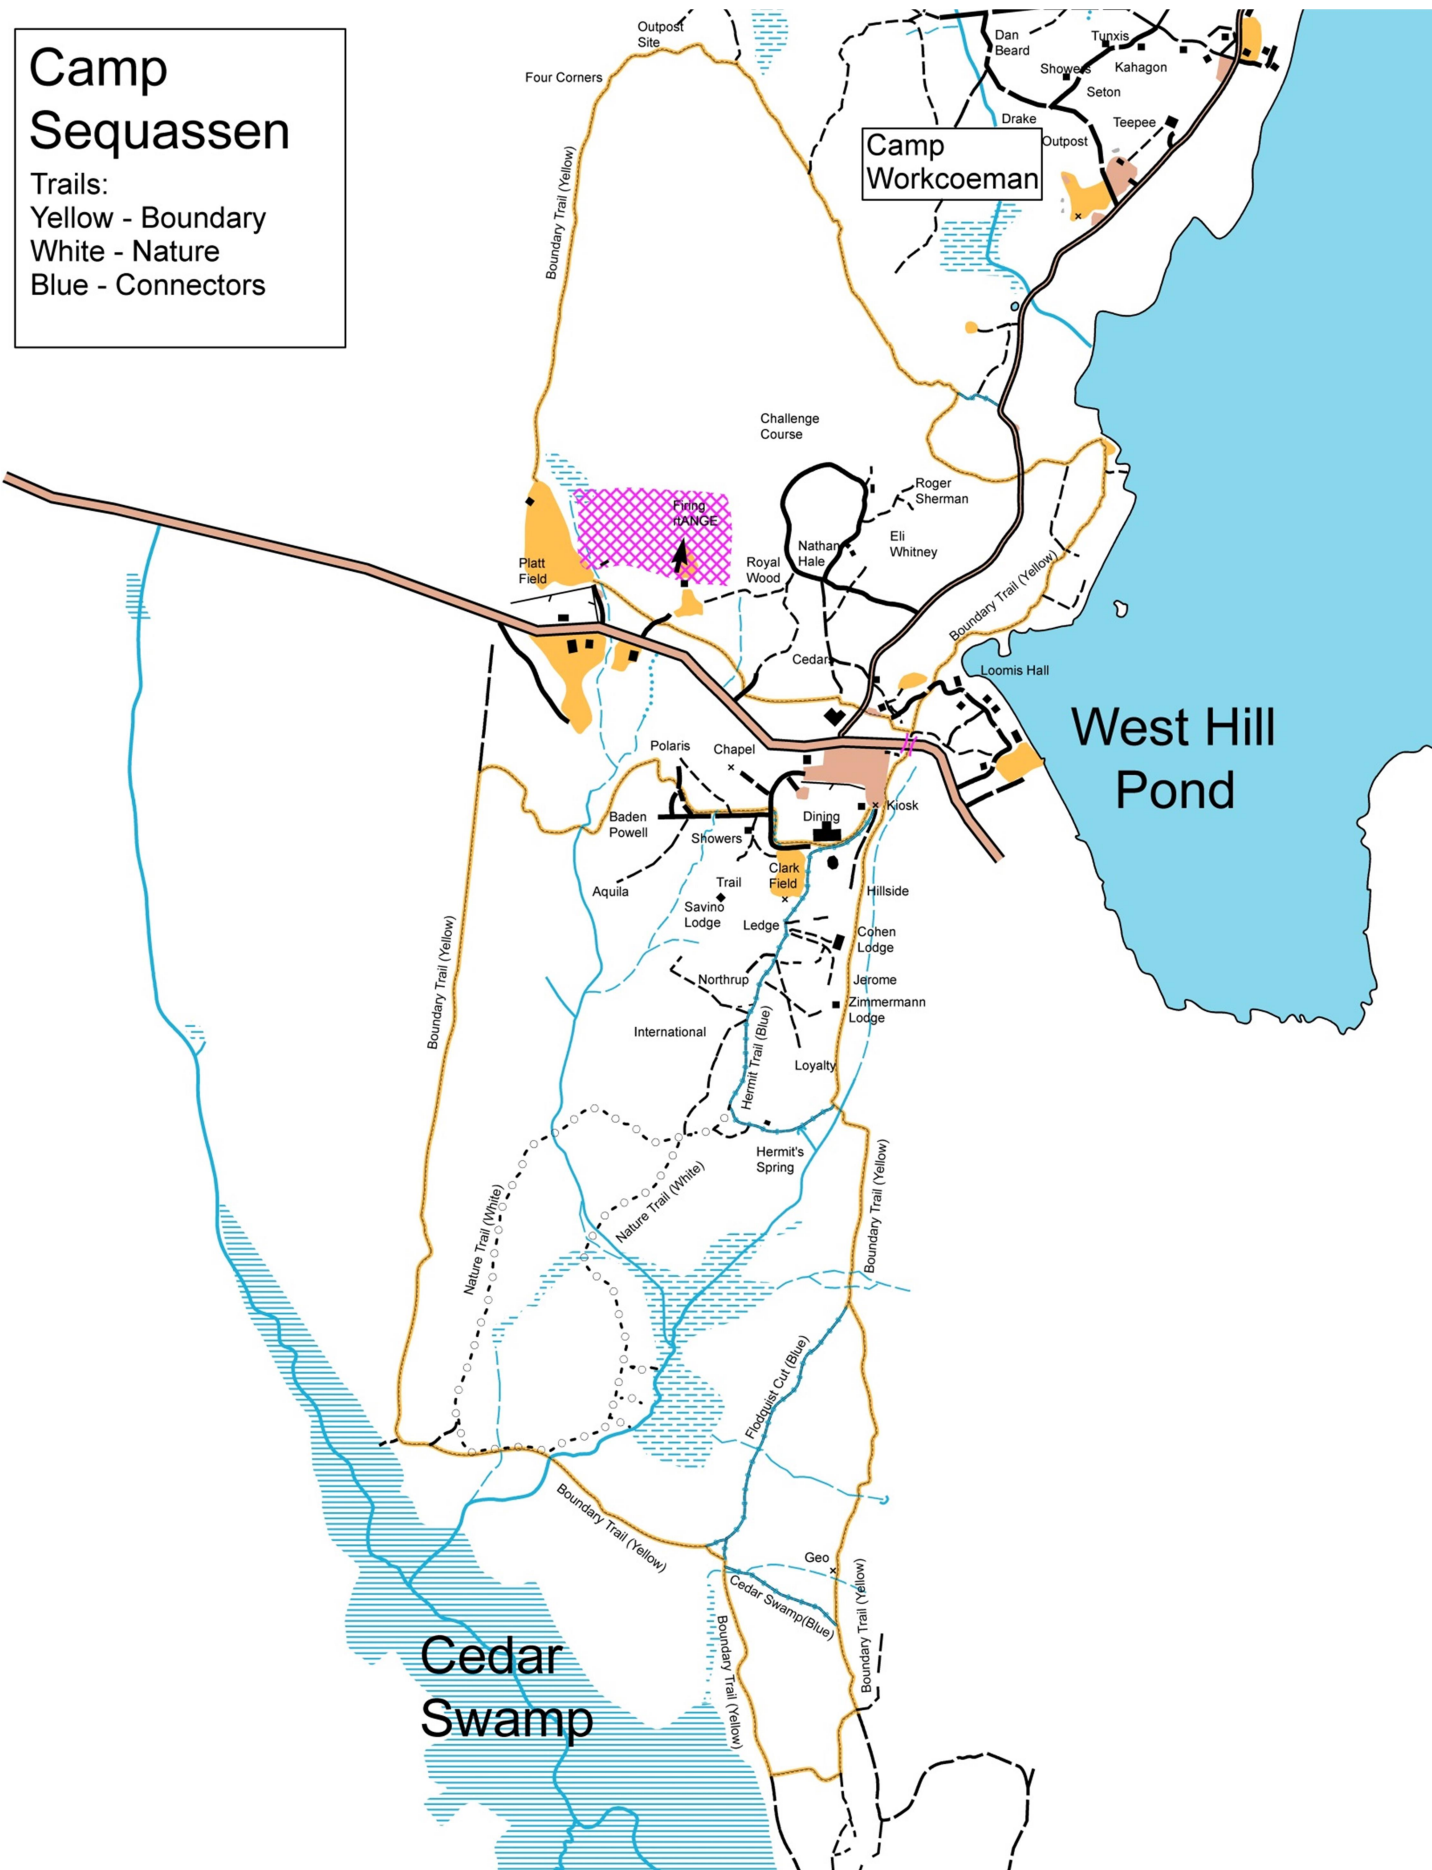 Camp
Sequassen
Trails:
Yellow - Boundary
White - Nature
Blue - Connectors
Outpost
Site
Four Corners
Boundary Trail (Yellow)
Dan
Beard
Tunxis
Showers
Kahagon
Seton
Drake
Teepee
Outpost
Camp
Workcoeman
Challenge
Course
Roger
Sherman
Firing
rtANGE
Eli
Whitney
Nathan
Hale
Royal
Wood
Platt
Field
Boundary Trail (Yellow)
Cedars
Loomis Hall
West Hill
Pond
Polaris
Chapel
Kiosk
Dining
Baden
Powell
Showers
Clark
Field
Trail
Aquila
Hillside
Savino
Lodge
Ledge
Cohen
Lodge
Boundary Trail (Yellow)
Northrup
Jerome
Zimmermann
Lodge
International
Hermit Trail (Blue)
Loyalty
Hermit's
Spring
Nature Trail (White)
Nature Trail (White)
Boundary Trail (Yellow)
Flodquist Cut (Blue)
Boundary Trail (Yellow)
Geo
Cedar Swamp(Blue)
Boundary Trail (Yellow)
Boundary Trail (Yellow)
Cedar
Swamp